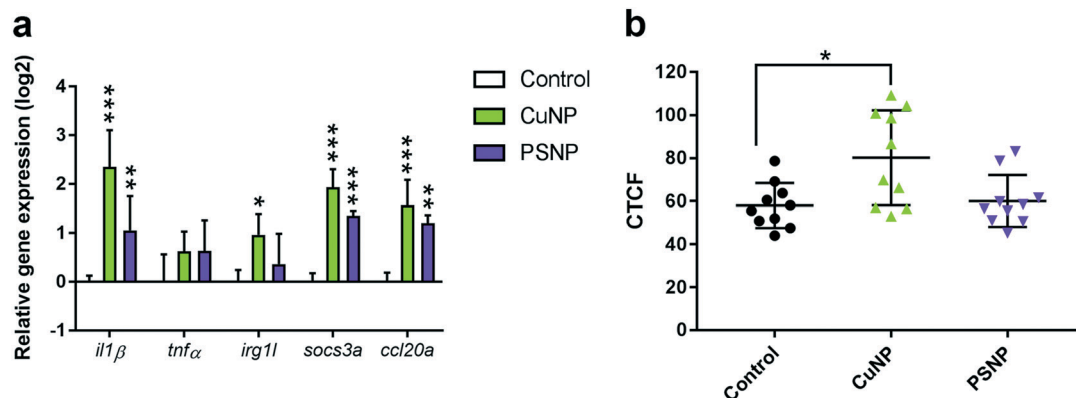 a
Relative gene expression (log2)
4
3
2
1
0
-1
***
**
*
***
***
***
**
il1β
tnfα
irg1l
socs3a
ccl20a
Control
CuNP
PSNP
b
CTCF
120
100
80
60
40
20
0
*
Control
CuNP
PSNP